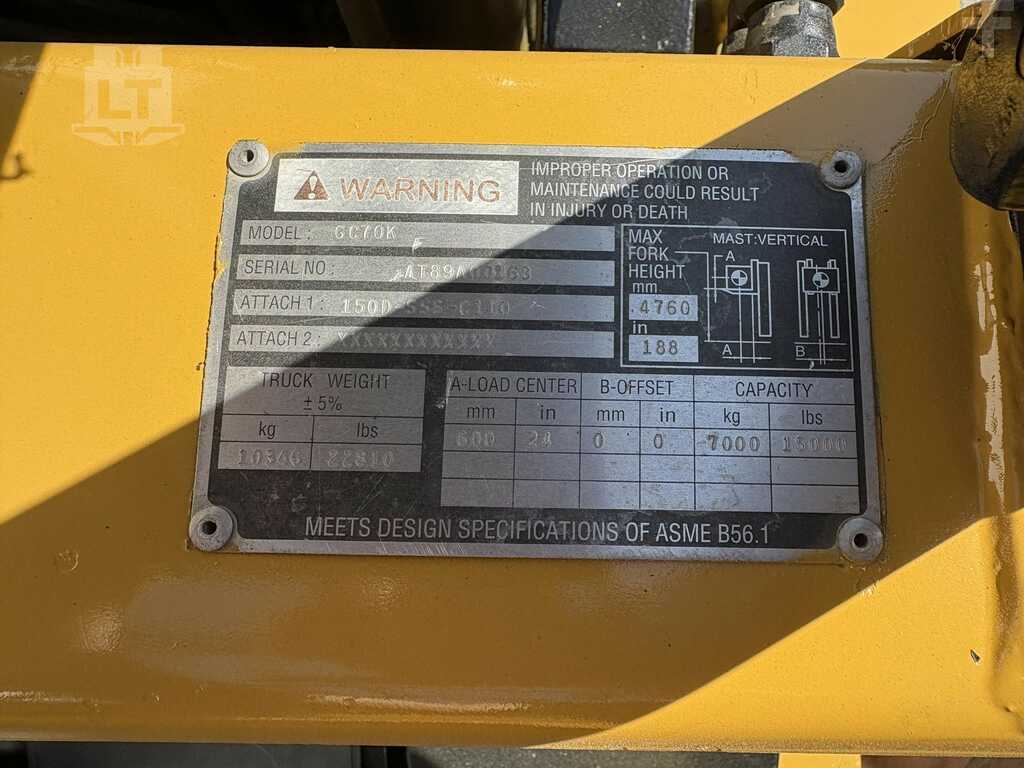 LT
WARNING
IMPROPER OPERATION OR
MAINTENANCE COULD RESULT
IN INJURY OR DEATH
MODEL : GC70K
SERIAL NO : AT89A00163
ATTACH 1 :
ATTACH 2 : XXXXXXXXXXXX
MAX
FORK
HEIGHT
mm
4760
in
188
MAST:VERTICAL
A
A
B
TRUCK WEIGHT
±5%
kg lbs
10346 22810
A-LOAD CENTER B-OFFSET CAPACITY
mm in mm in kg lbs
600 24 0 0 7000 15000
MEETS DESIGN SPECIFICATIONS OF ASME B56.1